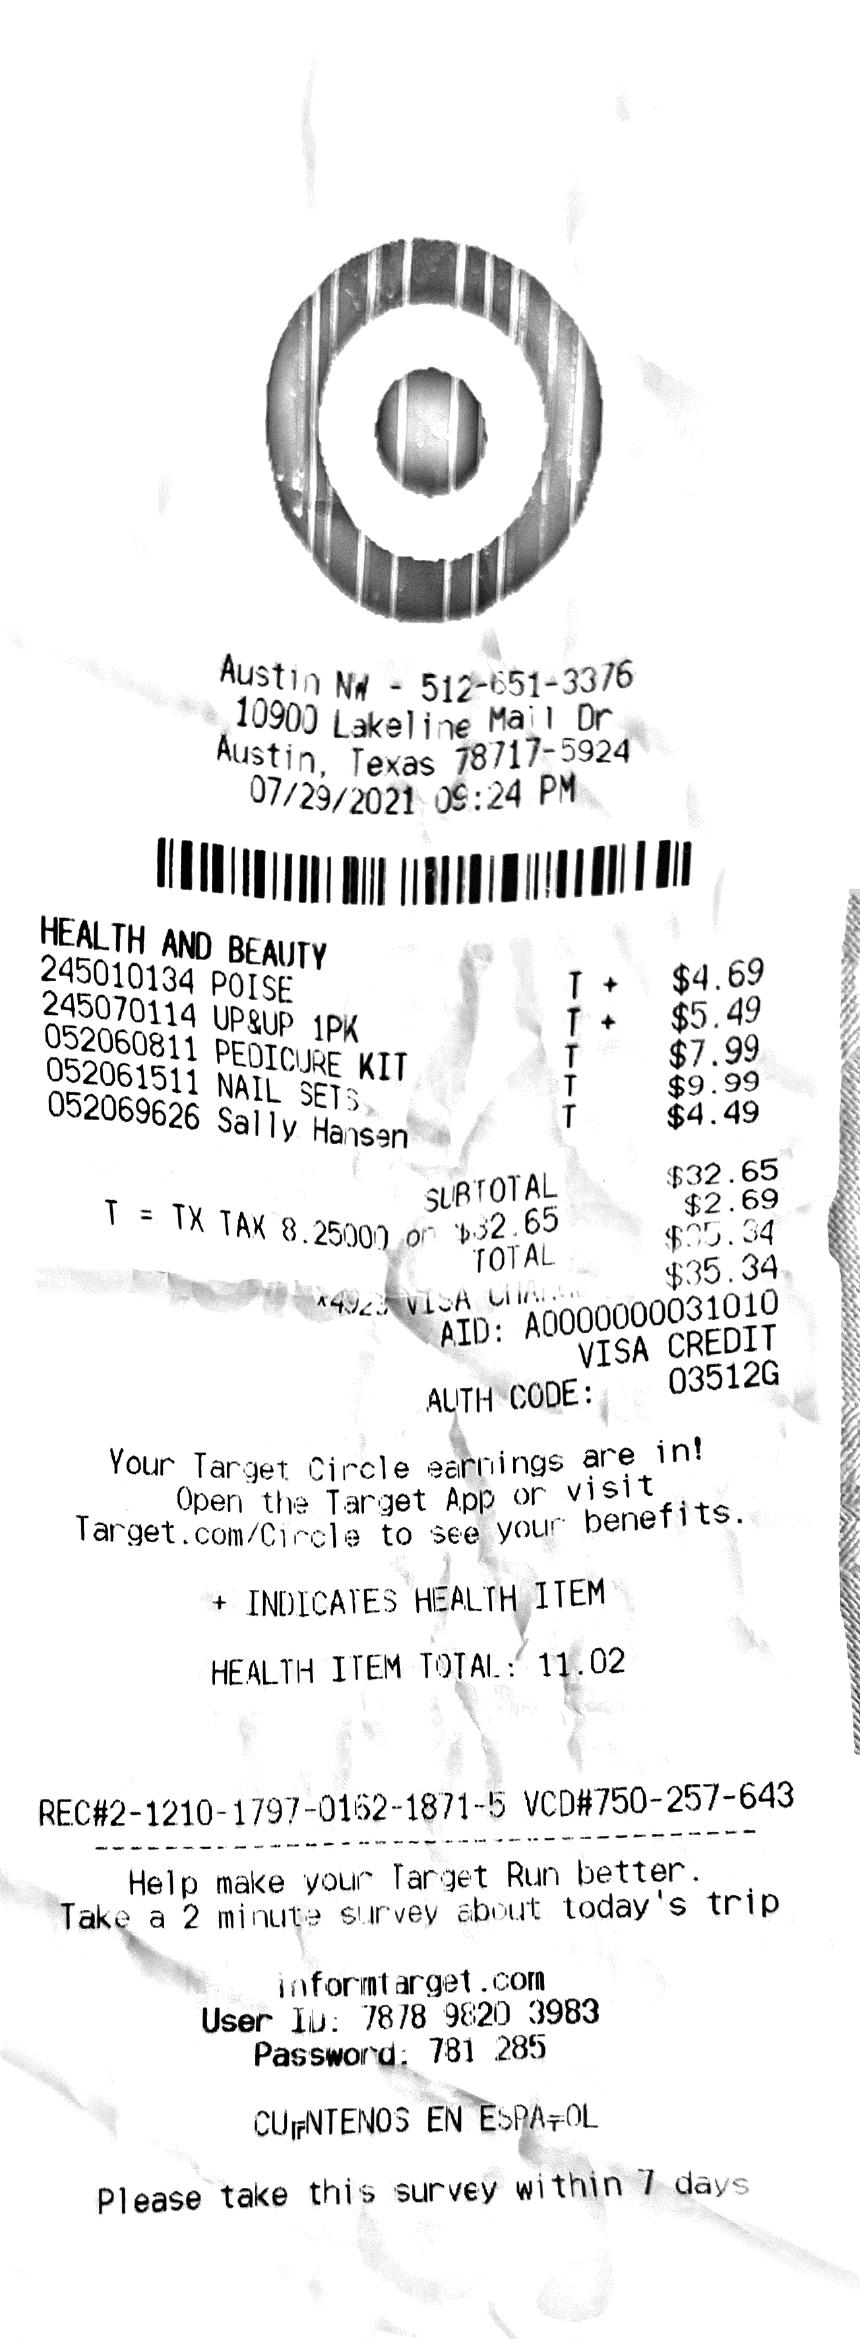 Austin NW - 512-651-3376
10900 Lakeline Mall Dr
Austin, Texas 78717-5924
07/29/2021 09:24 PM
HEALTH AND BEAUTY
245010134 POISE T + $4.69
245070114 UP&UP 1PK T + $5.49
052060811 PEDICURE KIT T $7.99
052061511 NAIL SETS T $9.99
052069626 Sally Hansen T $4.49
SUBTOTAL $32.65
T = TX TAX 8.25000 on $32.65 $2.69
TOTAL $35.34
*4923 VISA $35.34
AID: A0000000031010
VISA CREDIT
AUTH CODE: 03512G
Your Target Circle earnings are in!
Open the Target App or visit
Target.com/Circle to see your benefits.
+ INDICATES HEALTH ITEM
HEALTH ITEM TOTAL: 11.02
REC#2-1210-1797-0162-1871-5 VCD#750-257-643
Help make your Target Run better.
Take a 2 minute survey about today's trip
informtarget.com
User ID: 7878 9820 3983
Password: 781 285
EN
Please take this survey within 7 days